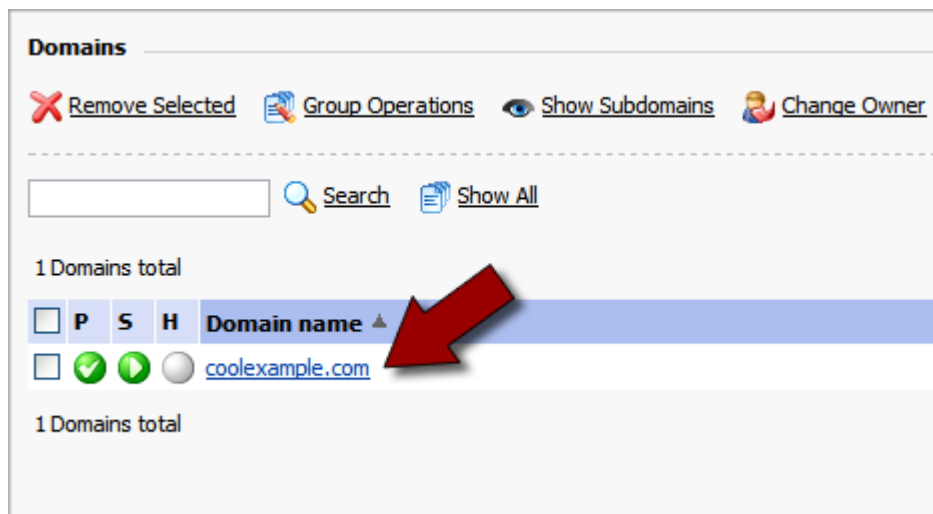 Domains
Remove Selected Group Operations Show Subdomains Change Owner
Search Show All
1 Domains total
P S H Domain name
coolexample.com
1 Domains total